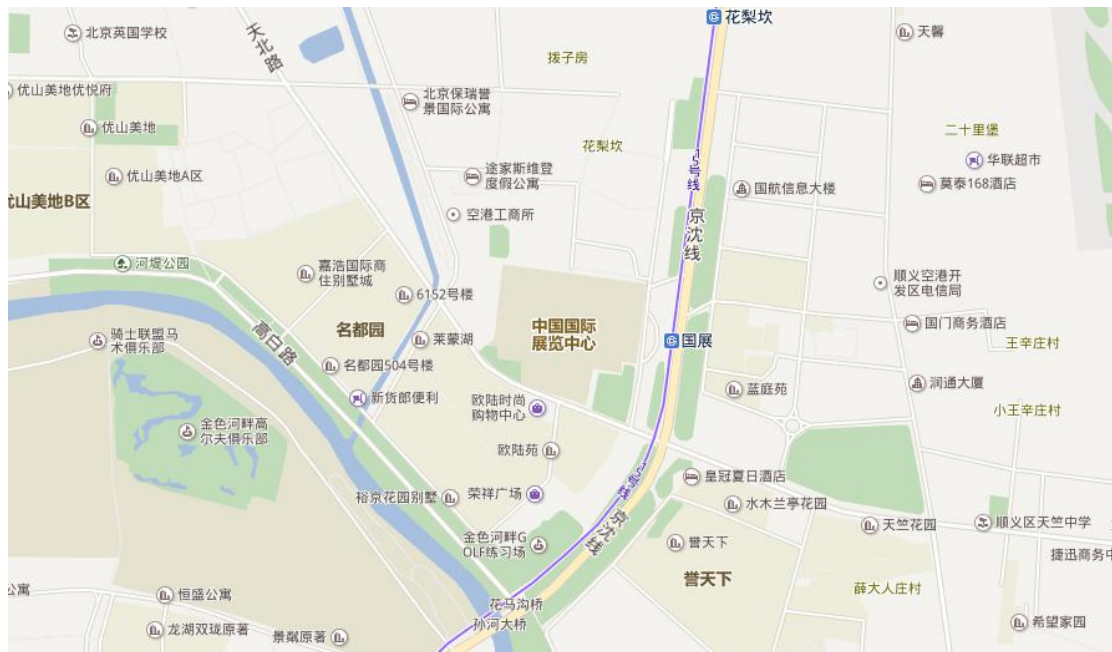 花梨坎
北京英国学校
天北路
天馨
拨子房
优山美地优悦府
北京保瑞誉
景国际公寓
优山美地
二十里堡
花梨坎
华联超市
15号线
优山美地A区
途家斯维登
度假公寓
国航信息大楼
莫泰168酒店
优山美地B区
空港工商所
京沈线
河堤公园
嘉浩国际商
住别墅城
顺义空港开
发区电信局
6152号楼
中国国际
展览中心
国门商务酒店
名都园
高白路
骑士联盟马
术俱乐部
莱蒙湖
国展
王辛庄村
名都园504号楼
蓝庭苑
润通大厦
新货郎便利
欧陆时尚
购物中心
小王辛庄村
金色河畔高
尔夫俱乐部
欧陆苑
15号线
皇冠夏日酒店
裕京花园别墅
荣祥广场
水木兰亭花园
京沈线
天竺花园
顺义区天竺中学
金色河畔G
OLF练习场
誉天下
捷迅商务中
誉天下
薛大人庄村
公寓
恒盛公寓
花马沟桥
孙河大桥
龙湖双珑原著
景粼原著
希望家园